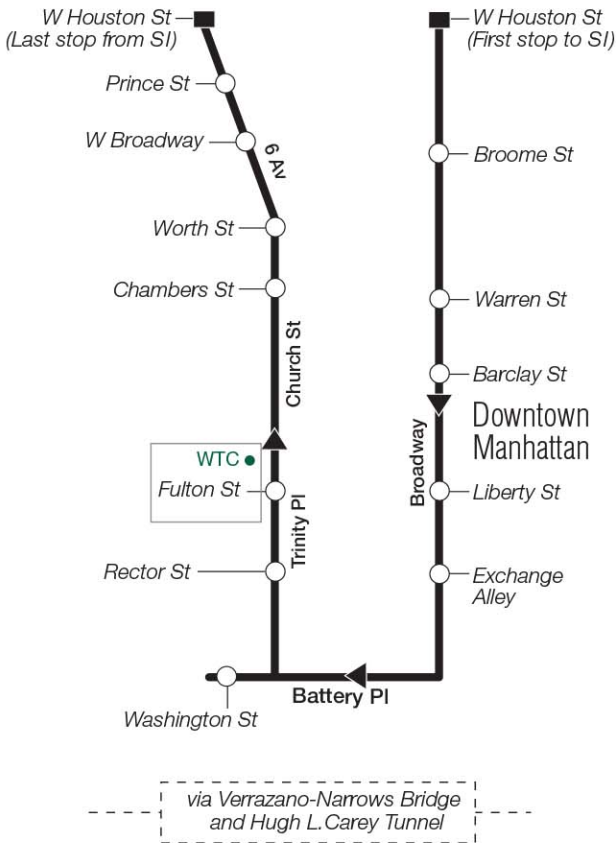 W Houston St
(Last stop from SI)
W Houston St
(First stop to SI)
Prince St
W Broadway
6 Av
Broome St
Worth St
Chambers St
Warren St
Church St
Barclay St
Downtown
Manhattan
Broadway
WTC
Fulton St
Liberty St
Trinity Pl
Rector St
Exchange
Alley
Battery Pl
Washington St
via Verrazano-Narrows Bridge
and Hugh L.Carey Tunnel